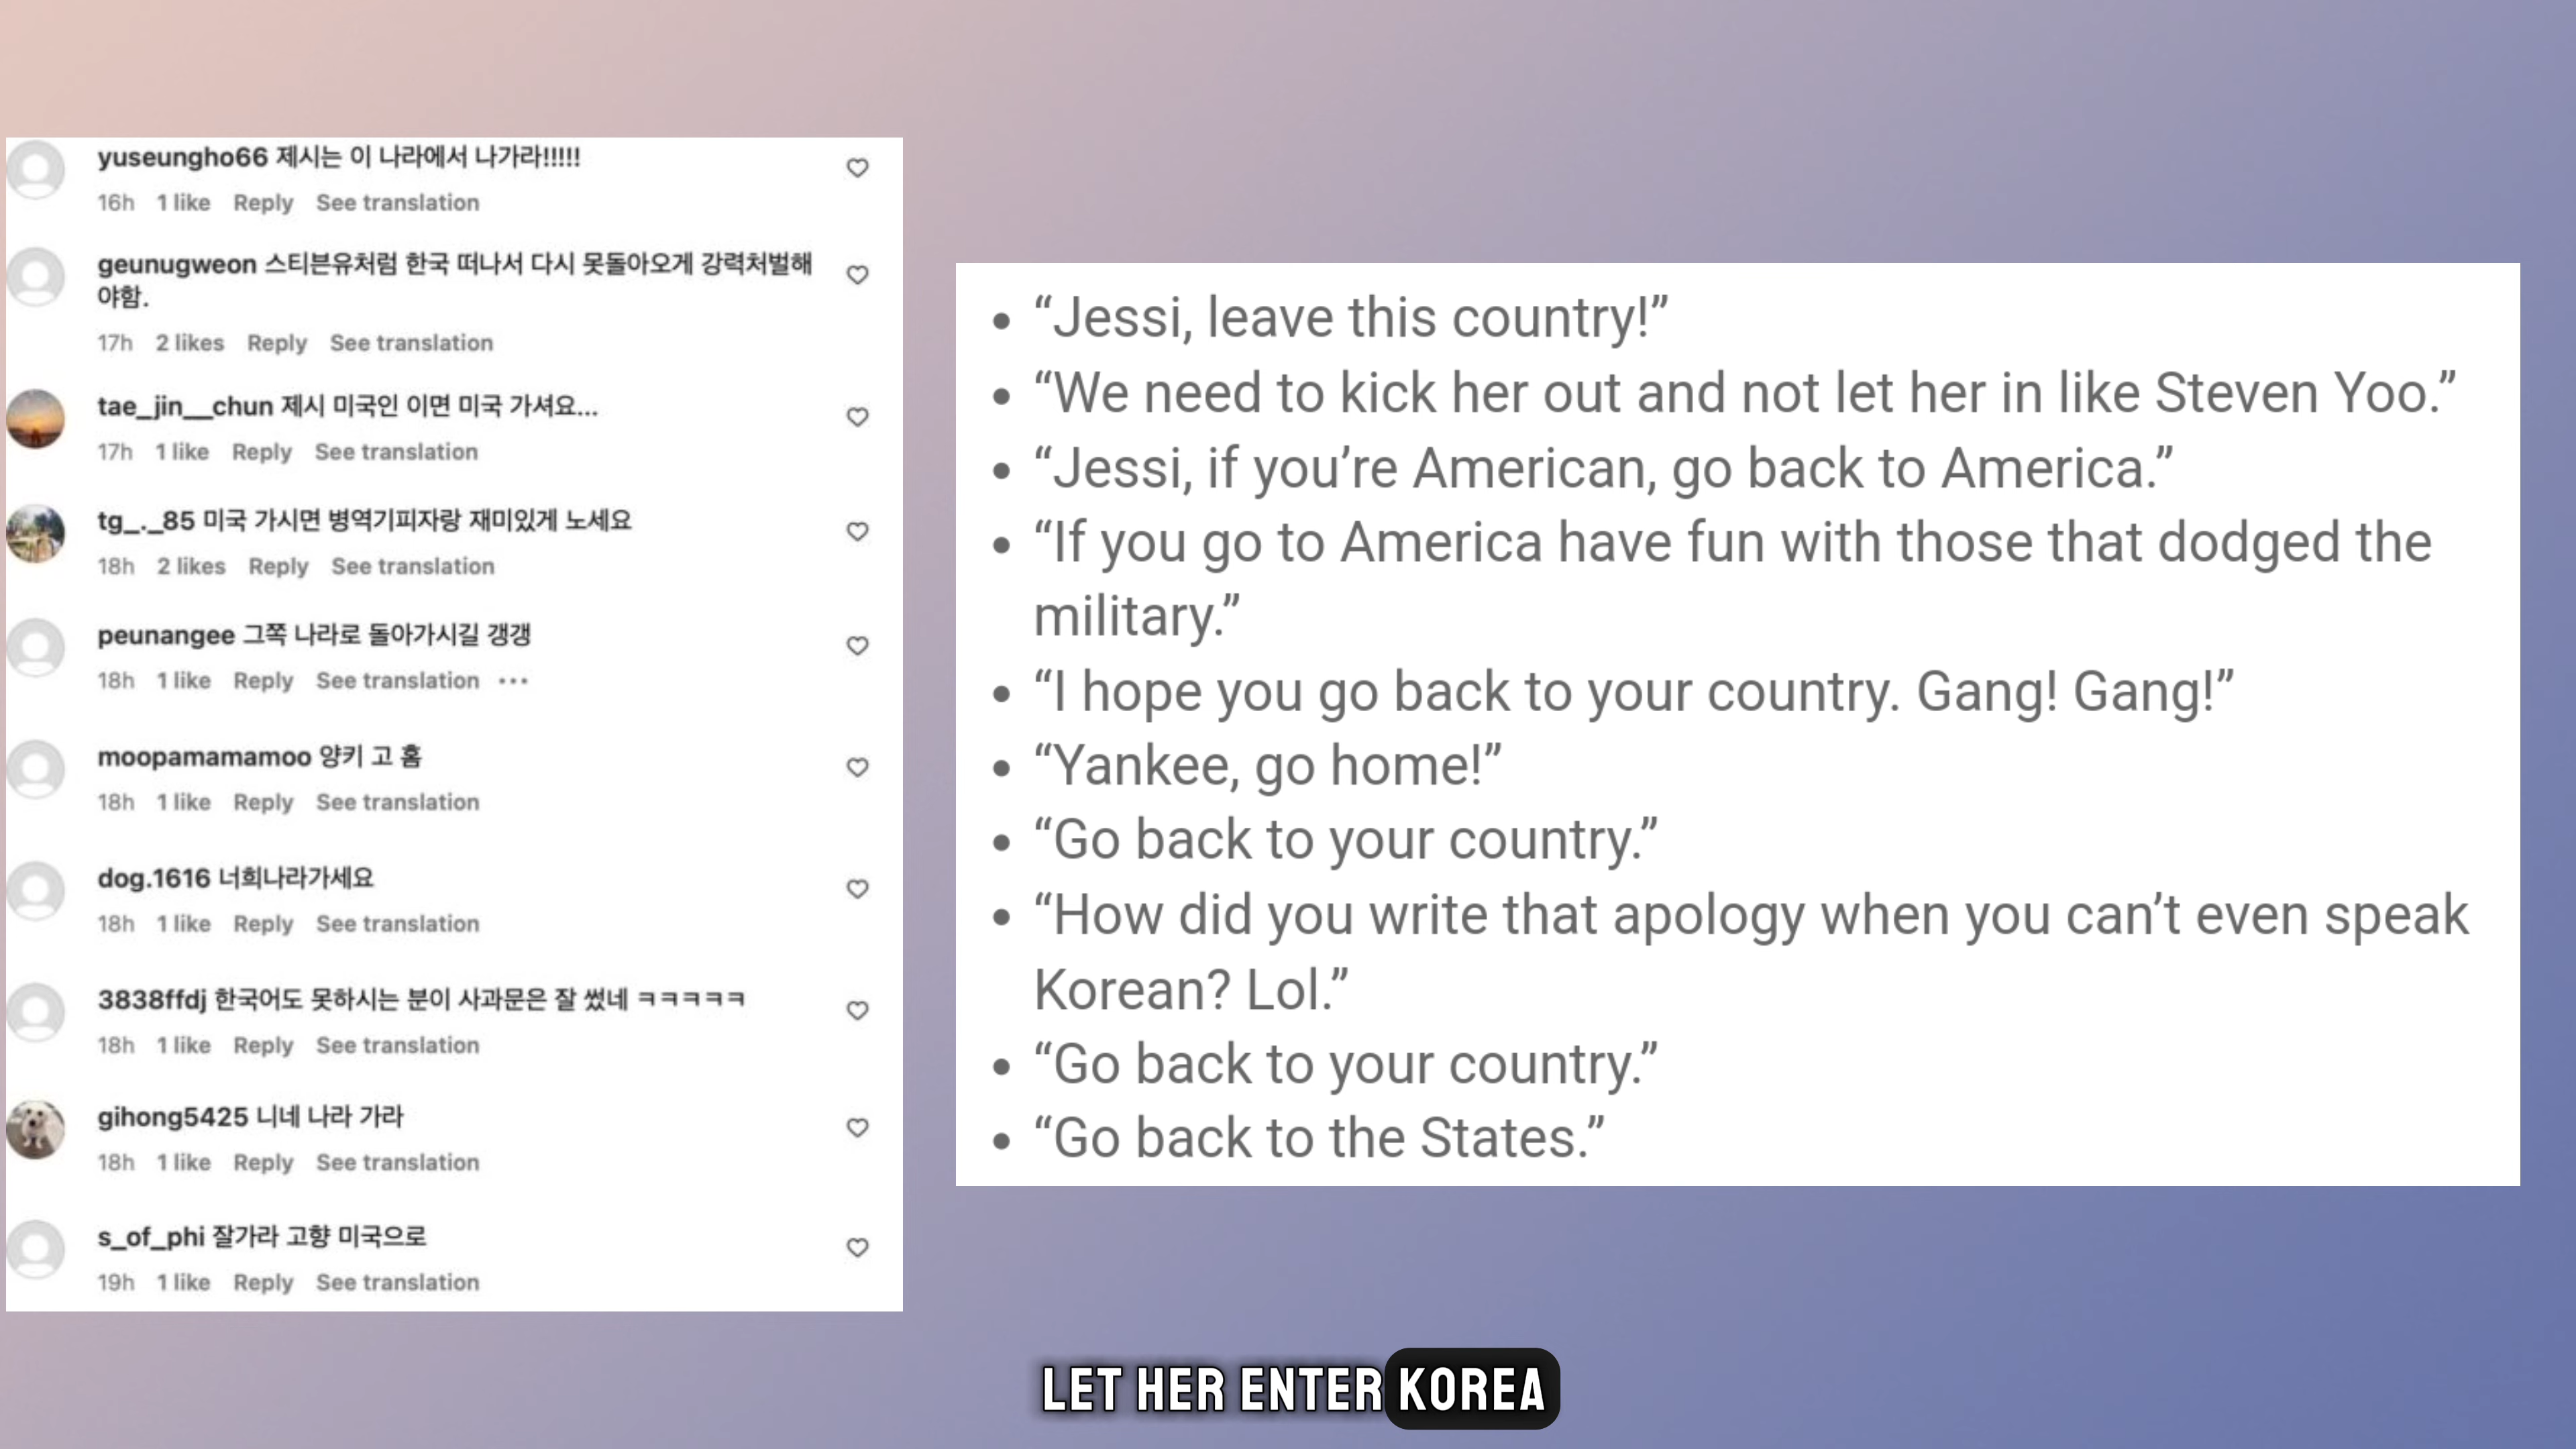 yuseungho66 제시는 이 나라에서 나가라!!!!!
16h 1 like Reply See translation
geunugweon 스티븐유처럼 한국 떠나서 다시 못돌아오게 강력처벌해
야함.
17h 2 likes Reply See translation
tae_jin__chun 제시 미국인 이면 미국 가셔요...
17h 1 like Reply See translation
tg_._85 미국 가시면 병역기피자랑 재미있게 노세요
18h 2 likes Reply See translation
peunangee 그쪽 나라로 돌아가시길 갱갱
18h 1 like Reply See translation •••
moopamamamoo 양키 고 홈
18h 1 like Reply See translation
dog.1616 너희나라가세요
18h 1 like Reply See translation
3838ffdj 한국어도 못하시는 분이 사과문은 잘 썼네 ㅋㅋㅋㅋㅋ
18h 1 like Reply See translation
gihong5425 니네 나라 가라
18h 1 like Reply See translation
s_of_phi 잘가라 고향 미국으로
19h 1 like Reply See translation
• “Jessi, leave this country!”
• “We need to kick her out and not let her in like Steven Yoo.”
• “Jessi, if you’re American, go back to America.”
• “If you go to America have fun with those that dodged the
military.”
• “I hope you go back to your country. Gang! Gang!”
• “Yankee, go home!”
• “Go back to your country.”
• “How did you write that apology when you can’t even speak
Korean? Lol.”
• “Go back to your country.”
• “Go back to the States.”
LET HER ENTER KOREA